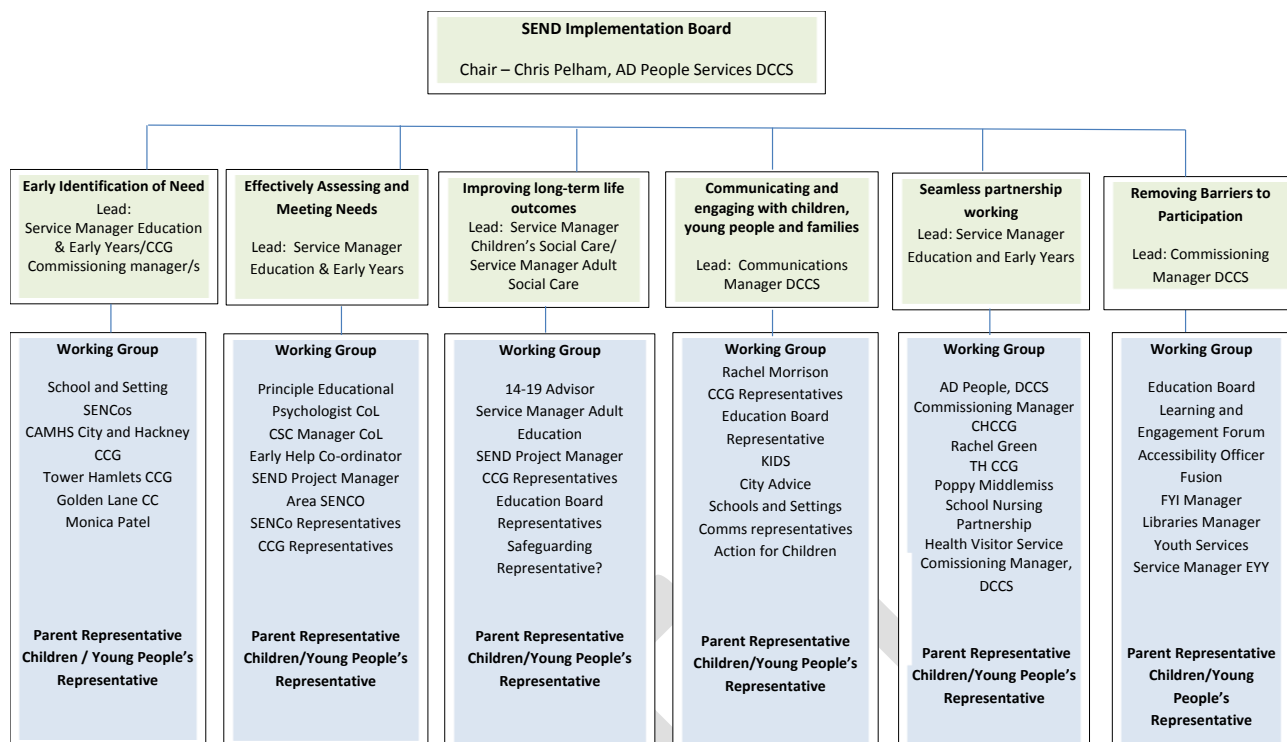 SEND Implementation Board
Chair – Chris Pelham, AD People Services DCCS
Early Identification of Need
Lead:
Service Manager Education
& Early Years/CCG
Commissioning manager/s
Effectively Assessing and
Meeting Needs
Lead: Service Manager
Education & Early Years
Improving long-term life
outcomes
Lead: Service Manager
Children's Social Care/
Service Manager Adult
Social Care
Communicating and
engaging with children,
young people and families
Lead: Communications
Manager DCCS
Seamless partnership
working
Lead: Service Manager
Education and Early Years
Removing Barriers to
Participation
Lead: Commissioning
Manager DCCS
Working Group
School and Setting
SENCos
CAMHS City and Hackney
CCG
Tower Hamlets CCG
Golden Lane CC
Monica Patel
Parent Representative
Children / Young People's
Representative
Working Group
Principle Educational
Psychologist CoL
CSC Manager CoL
Early Help Co-ordinator
SEND Project Manager
Area SENCO
SENCo Representatives
CCG Representatives
Parent Representative
Children/Young People's
Representative
Working Group
14-19 Advisor
Service Manager Adult
Education
SEND Project Manager
CCG Representatives
Education Board
Representatives
Safeguarding
Representative?
Parent Representative
Children/Young People's
Representative
Working Group
Rachel Morrison
CCG Representatives
Education Board
Representative
KIDS
City Advice
Schools and Settings
Comms representatives
Action for Children
Parent Representative
Children/Young People's
Representative
Working Group
AD People, DCCS
Commissioning Manager
CHCCG
Rachel Green
TH CCG
Poppy Middlemiss
School Nursing
Partnership
Health Visitor Service
Comissioning Manager,
DCCS
Parent Representative
Children/Young People's
Representative
Working Group
Education Board
Learning and
Engagement Forum
Accessibility Officer
Fusion
FYI Manager
Libraries Manager
Youth Services
Service Manager EYY
Parent Representative
Children/Young
People's
Representative